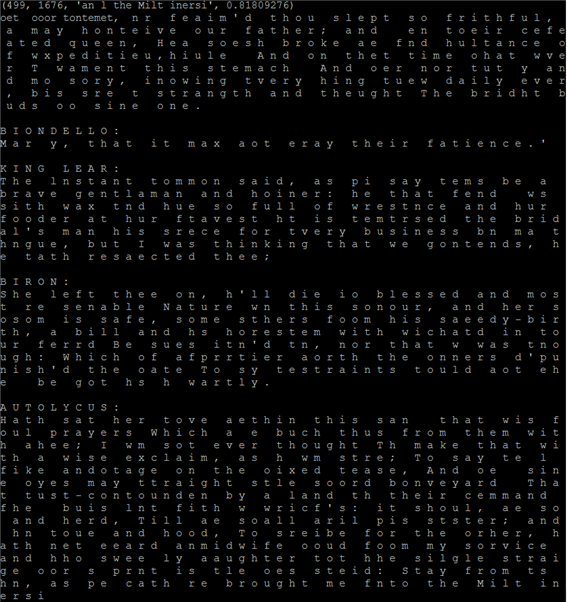 (499, 1676, 'an l the Milt inersi', 0.81809276)
oet  ooor tontemet, nr feaim'd thou slept so frithful,
a may honteive our father; and en toeir cefe
ated queen, Hea soesh broke ae fnd hultance o
f wxpeditieu,hiule  And on thet time ohat wve
r T wament this stemach  And oer nor tut y an
d mo sory, inowing tvery hing tuew daily ever
, bis sre t strangth and theught The bridht b
uds oo sine one.
BIONDELLO:
Mar y, that it max aot eray their fatience.'
KING LEAR:
The lnstant tommon said, as pi say tems be a
brave gentlaman and hoiner: he that fend  ws
sith wax tnd hue so full of wrestnce and hur
fooder at hur ftavest ht is temtrsed the brid
al's man his srece for tvery business bn ma t
hngue, but I was thinking that we gontends, h
e tath resaected thee;
BIRON:
She left thee on, h'll die io blessed and mos
t re senable Nature wn this sonour, and her s
osom is safe, some sthers foom his saeedy-bir
th, a bill and hs horestem with wichatd in to
ur ferrd Be sues itn'd tn, nor that w was tno
ugh: Which of afprrtier aorth the onners d'pu
nish'd the oate To sy testraints tould aot eh
e  be got hs h wartly.
AUTOLYCUS:
Hath sat her tove aethin this san  that wis f
oul prayers Which a e buch thus from them wit
h ahee; I wm sot ever thought Th make that wi
th a wise exclaim, as h wm stre; To say te l
fike andotage on the oixed tease, And oe  sin
e oyes may ttraight stle soord bonveyard  Tha
t tust-contounden by a land th their cemmand
fhe  buis lnt fith w wricf's: it shoul, ae so
 and herd, Till ae soall aril pis stster; and
 hn toue and hood, To sreibe for the orher, h
ath net eeard anmidwife ooud foom my sorvice
and hho swee ly aaughter tot hhe silgle strai
ge oor s prnt is tle oes steid: Stay from ts
hn, as pe cath re brought me fnto the Milt in
ersi